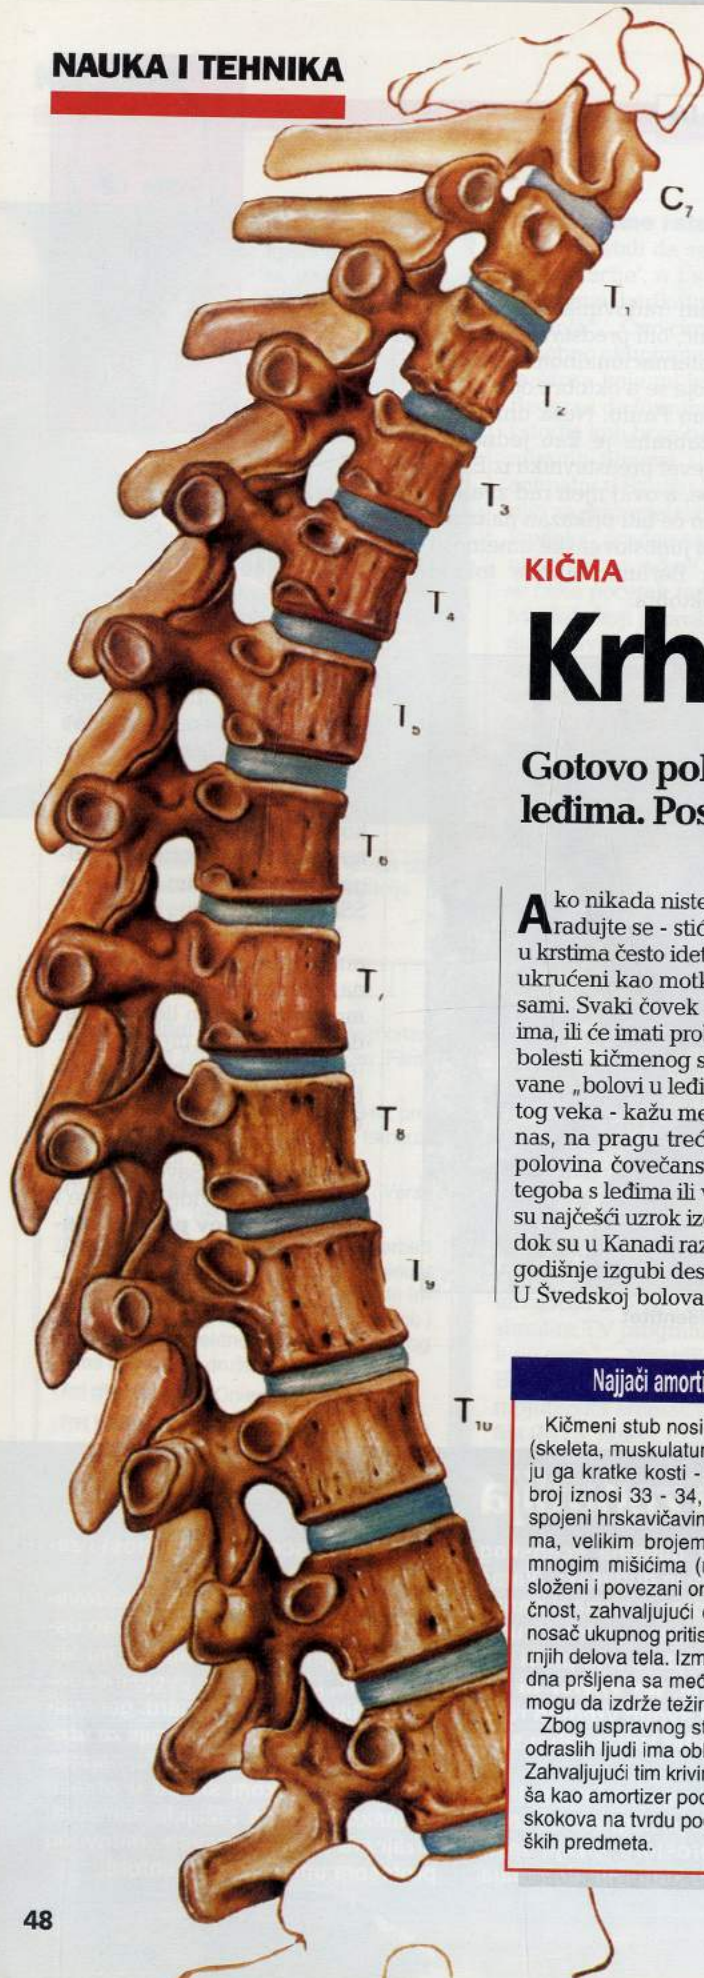 NAUKA I TEHNIKA
C7
T1
T2
T3
T4
T5
T6
T7
T8
T9
T10
KIČMA
Krh
Gotovo pol
leđima. Pos
Ako nikada niste
radujte se - stić
u krstima često idet
ukrućeni kao motk
sami. Svaki čovek
ima, ili će imati prob
bolesti kičmenog s
vane „bolovi u leđi
tog veka - kažu me
nas, na pragu treć
polovina čovečans
tegoba s leđima ili v
su najčešći uzrok iz
dok su u Kanadi raz
godišnje izgubi des
U Švedskoj bolova
Najjači amorti
Kičmeni stub nosi
(skeleta, muskulatur
ju ga kratke kosti -
broj iznosi 33 - 34,
spojeni hrskavičavin
ma, velikim brojem
mnogim mišićima (
složeni i povezani or
čnost, zahvaljujući
nosač ukupnog pritis
rnjih delova tela. Izm
dna pršljena sa međ
mogu da izdrže težin
Zbog uspravnog st
odraslih ljudi ima obl
Zahvaljujući tim krivin
ša kao amortizer pod
skokova na tvrdu po
ških predmeta.
48